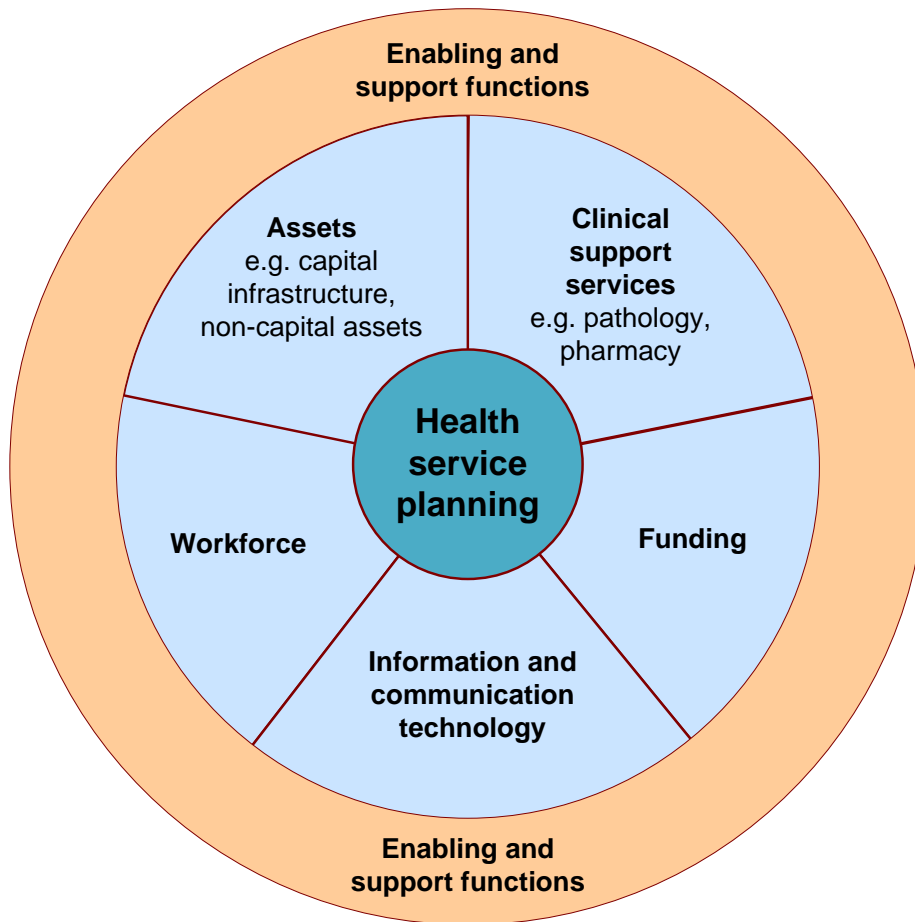 Enabling and
support functions
Assets
e.g. capital
infrastructure,
non-capital assets
Clinical
support
services
e.g. pathology,
pharmacy
Health
service
planning
Workforce
Funding
Information and
communication
technology
Enabling and
support functions